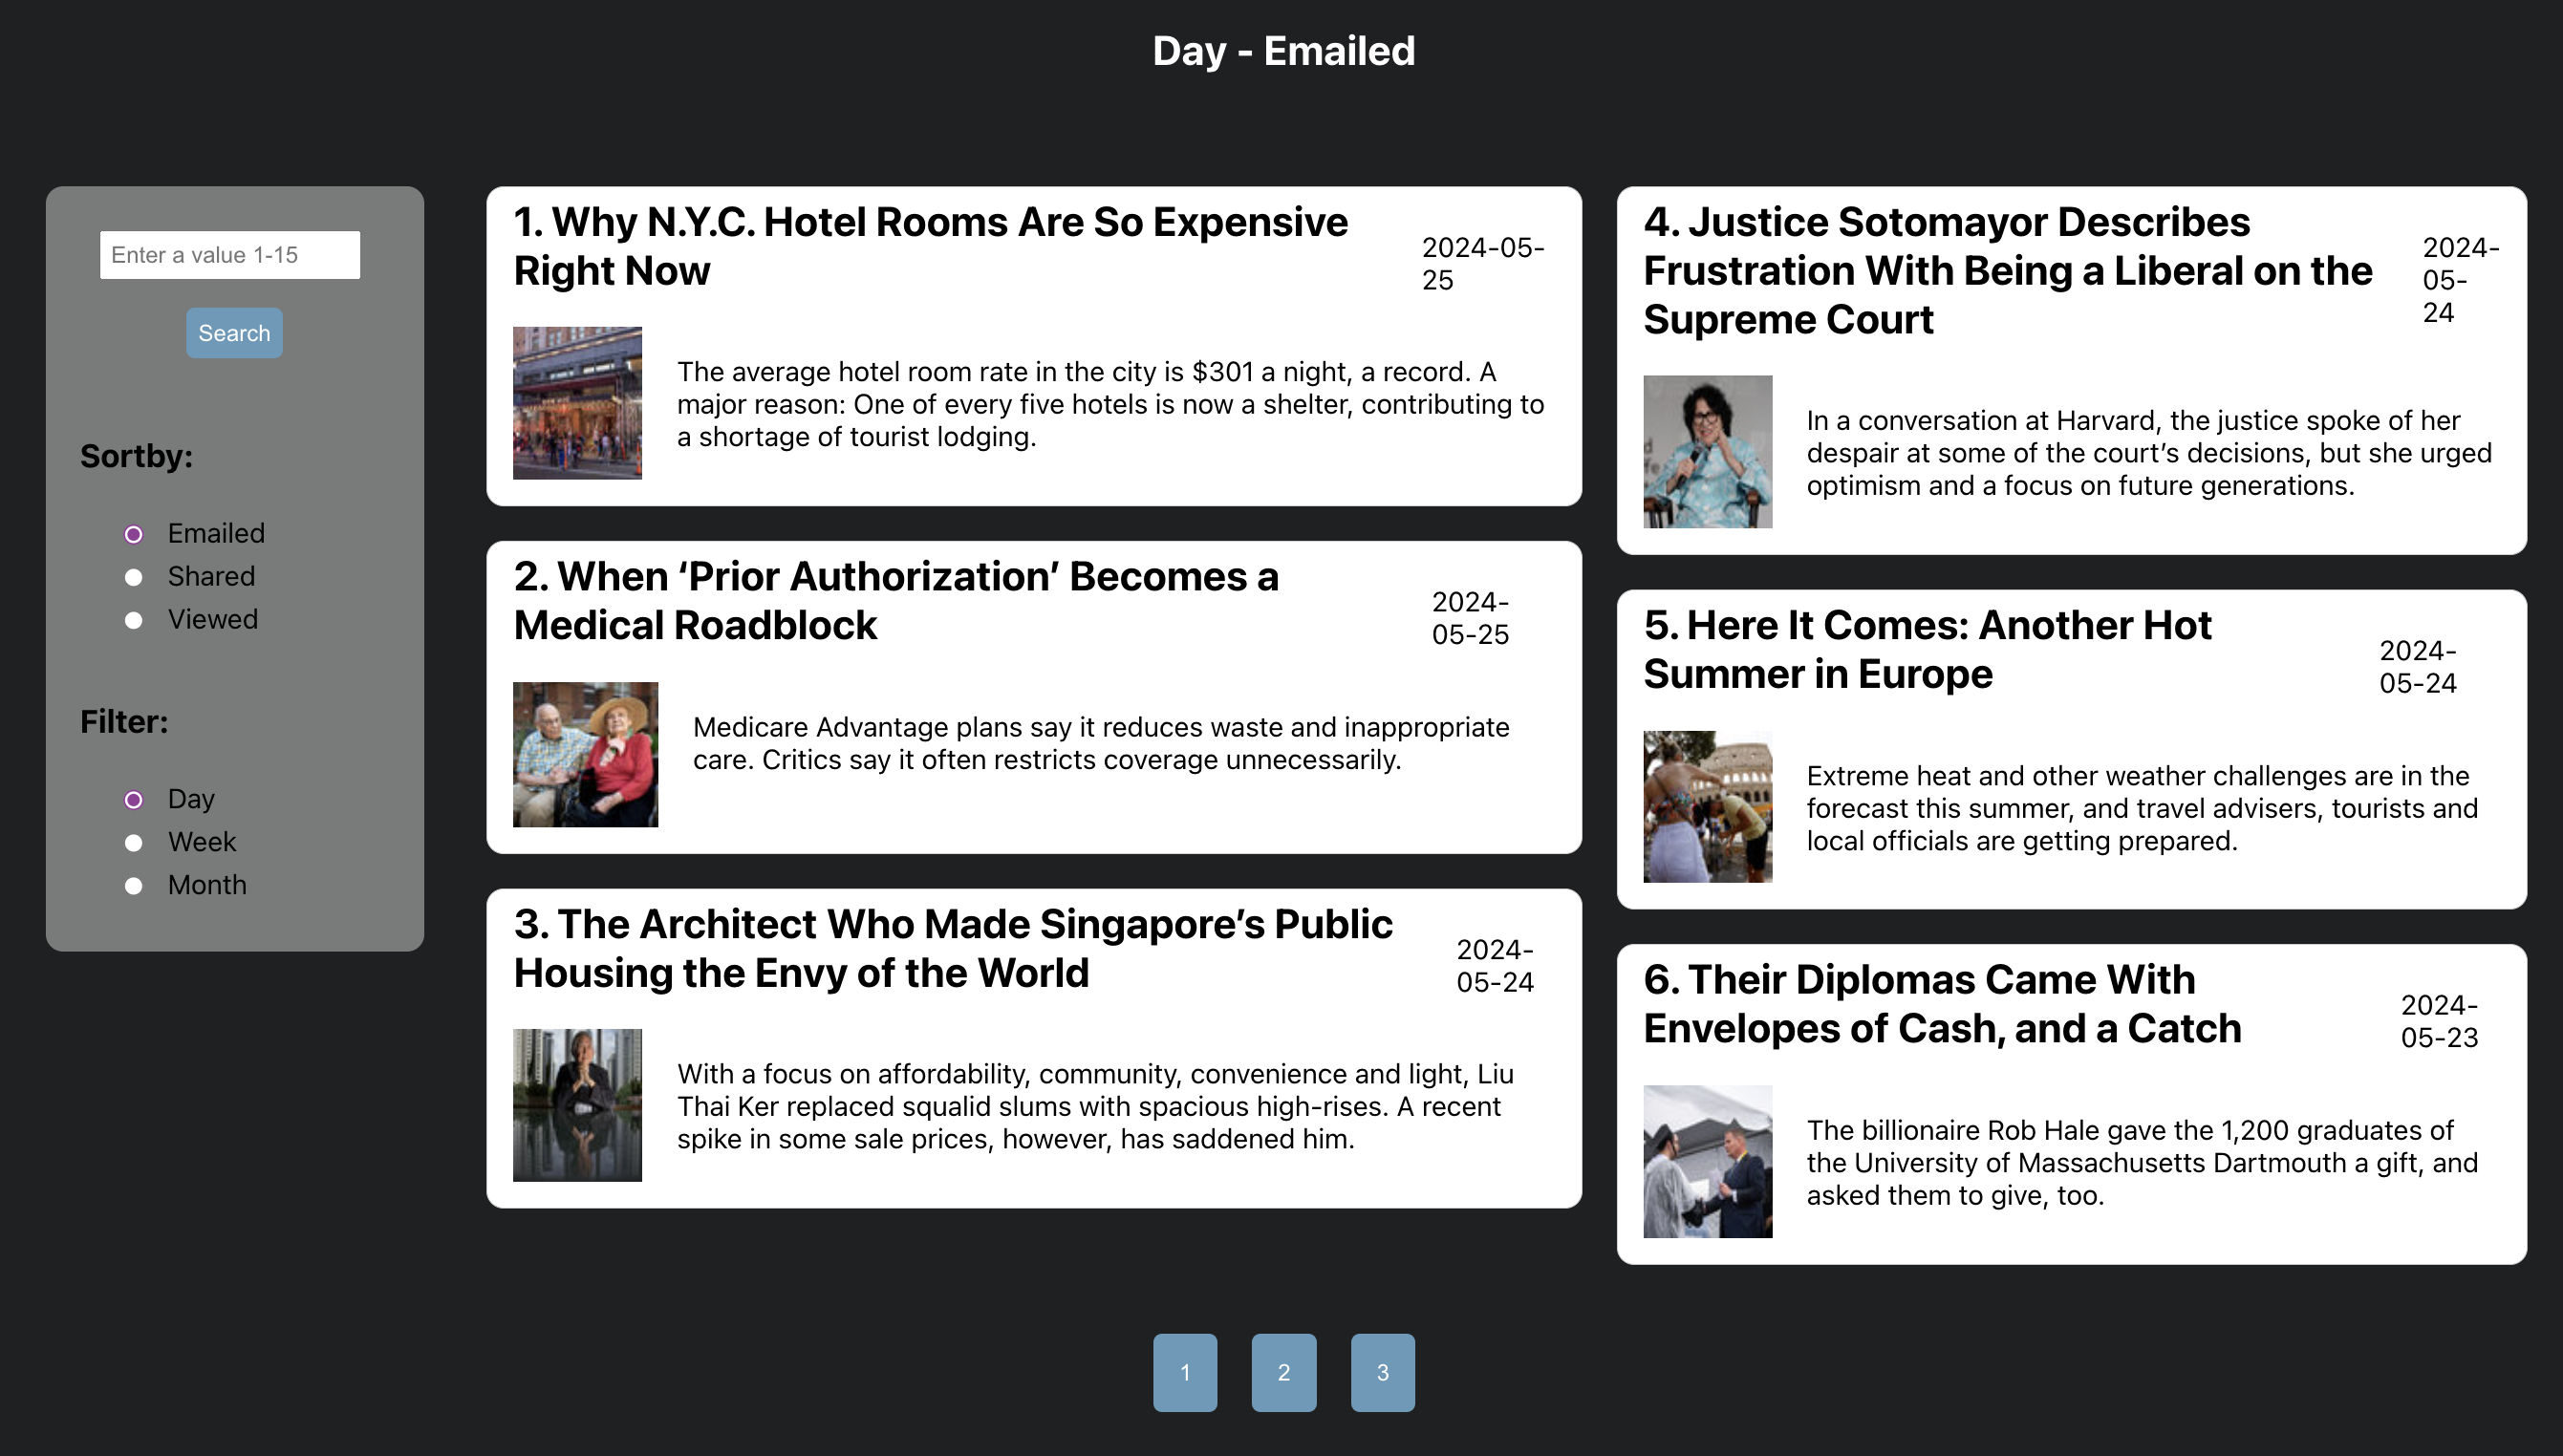 Day - Emailed
Enter a value 1-15
Search
Sortby:
Emailed
Shared
Viewed
Filter:
Day
Week
Month
1. Why N.Y.C. Hotel Rooms Are So Expensive
Right Now
2024-05-
25
The average hotel room rate in the city is $301 a night, a record. A
major reason: One of every five hotels is now a shelter, contributing to
a shortage of tourist lodging.
2. When ‘Prior Authorization’ Becomes a
Medical Roadblock
2024-
05-25
Medicare Advantage plans say it reduces waste and inappropriate
care. Critics say it often restricts coverage unnecessarily.
3. The Architect Who Made Singapore’s Public
Housing the Envy of the World
2024-
05-24
With a focus on affordability, community, convenience and light, Liu
Thai Ker replaced squalid slums with spacious high-rises. A recent
spike in some sale prices, however, has saddened him.
4. Justice Sotomayor Describes
Frustration With Being a Liberal on the
Supreme Court
2024-
05-
24
In a conversation at Harvard, the justice spoke of her
despair at some of the court’s decisions, but she urged
optimism and a focus on future generations.
5. Here It Comes: Another Hot
Summer in Europe
2024-
05-24
Extreme heat and other weather challenges are in the
forecast this summer, and travel advisers, tourists and
local officials are getting prepared.
6. Their Diplomas Came With
Envelopes of Cash, and a Catch
2024-
05-23
The billionaire Rob Hale gave the 1,200 graduates of
the University of Massachusetts Dartmouth a gift, and
asked them to give, too.
1
2
3